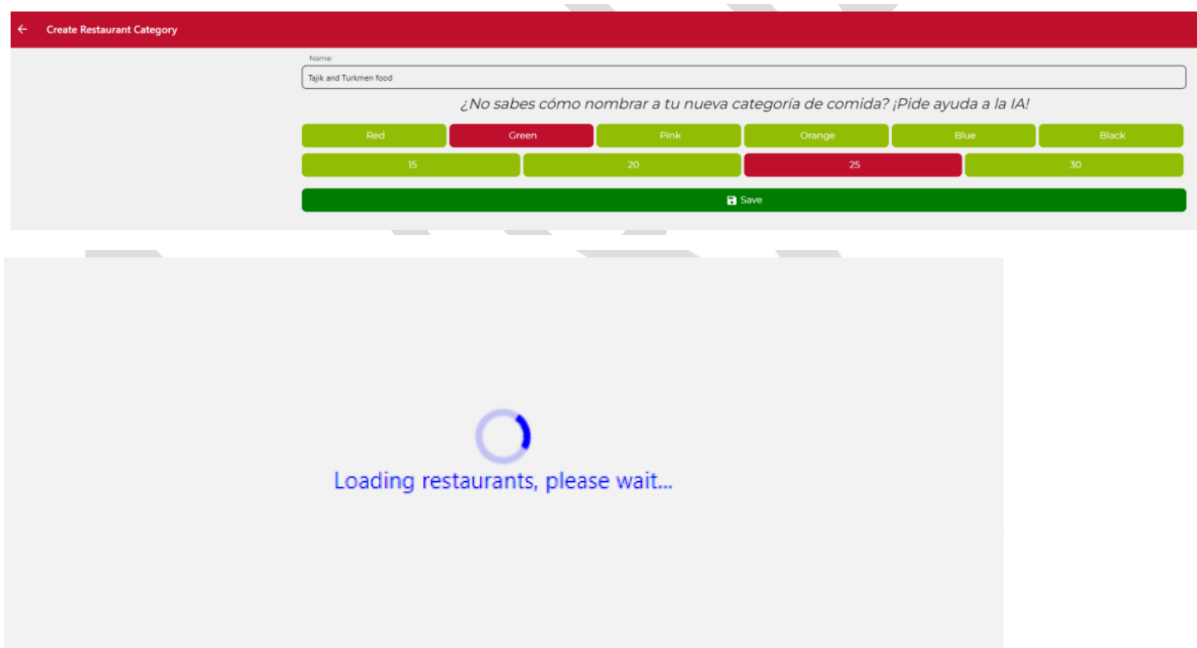 Create Restaurant Category
Name:
Tajik and Turkmen food
¿No sabes cómo nombrar a tu nueva categoría de comida? ¡Pide ayuda a la IA!
Red Green Pink Orange Blue Black
15 20 25 30
Save
Loading restaurants, please wait...